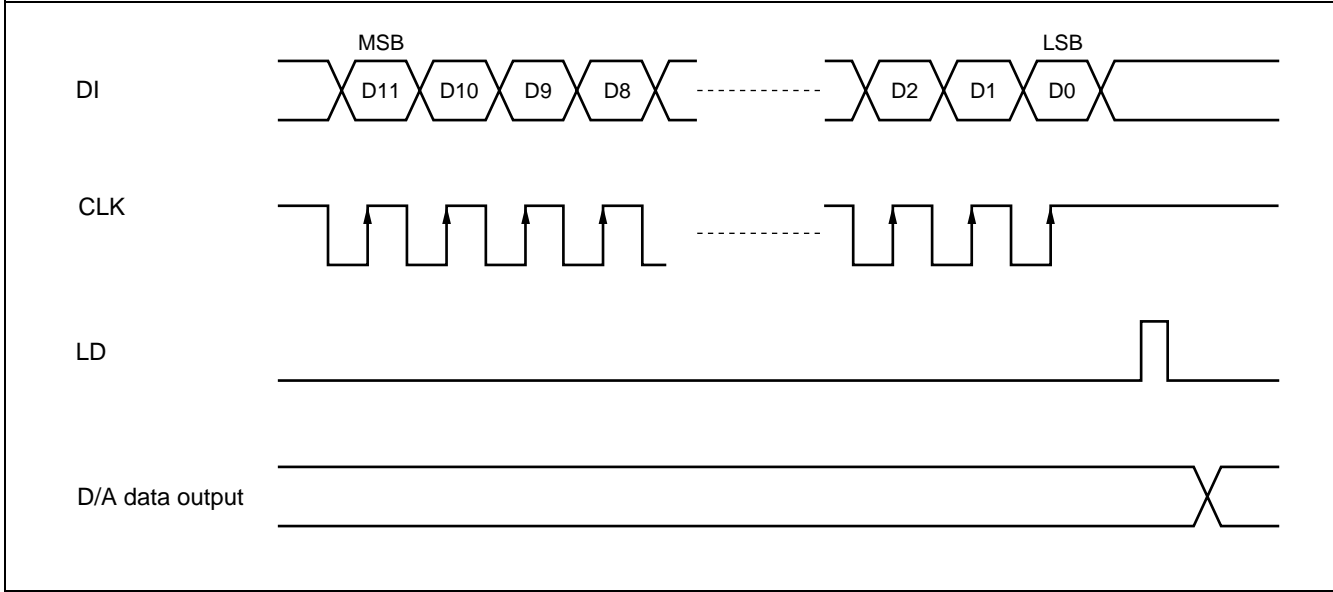 MSB LSB
DI D11 D10 D9 D8 D2 D1 D0
CLK
LD
D/A data output